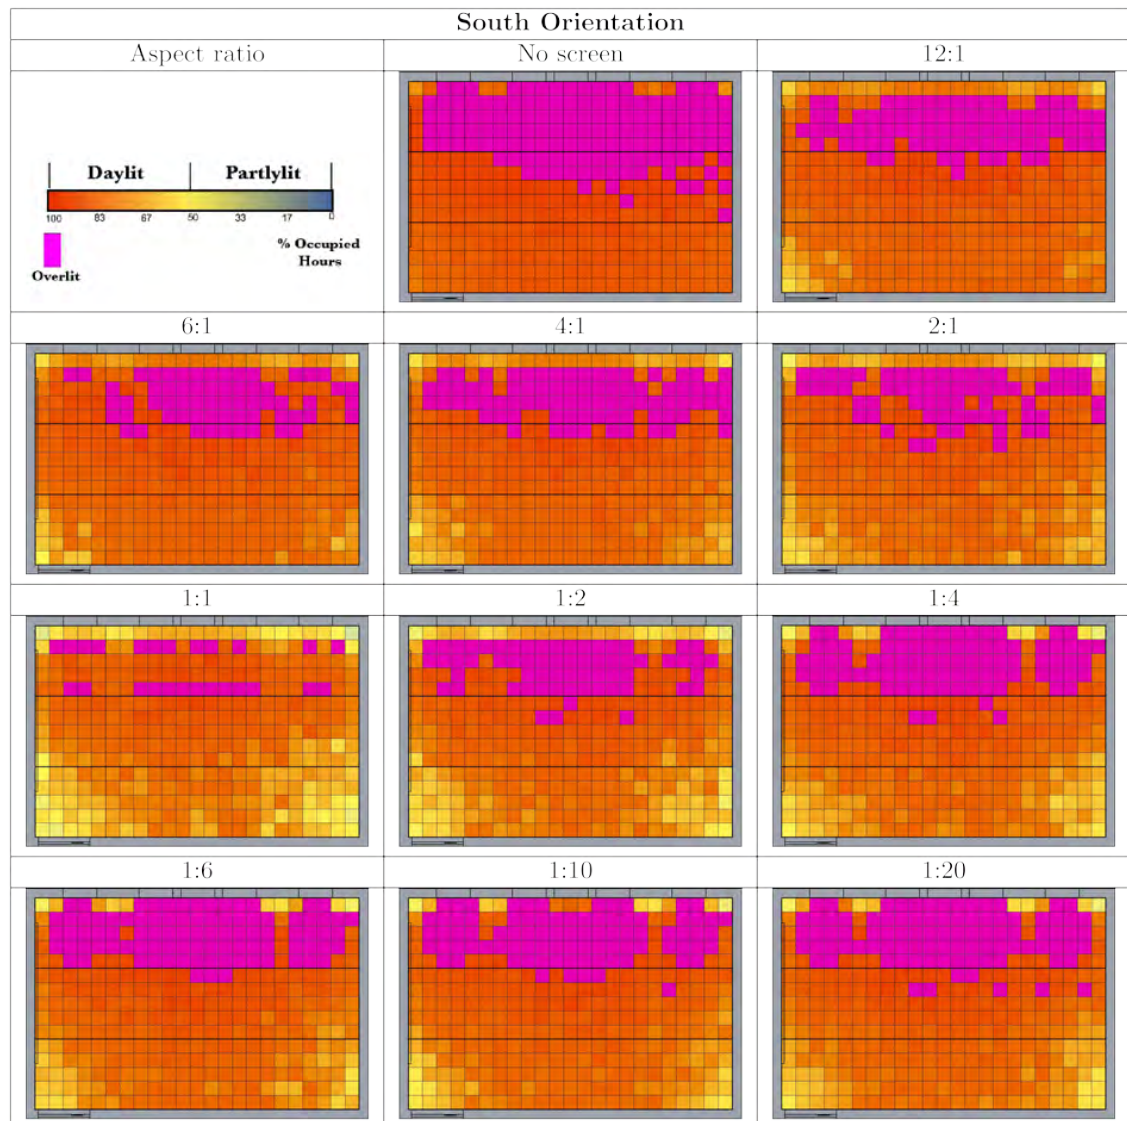 South Orientation
Aspect ratio
No screen
12:1
Daylit
Partlylit
100 83 67 50 33 17 0
Overlit
% Occupied
Hours
6:1
4:1
2:1
1:1
1:2
1:4
1:6
1:10
1:20